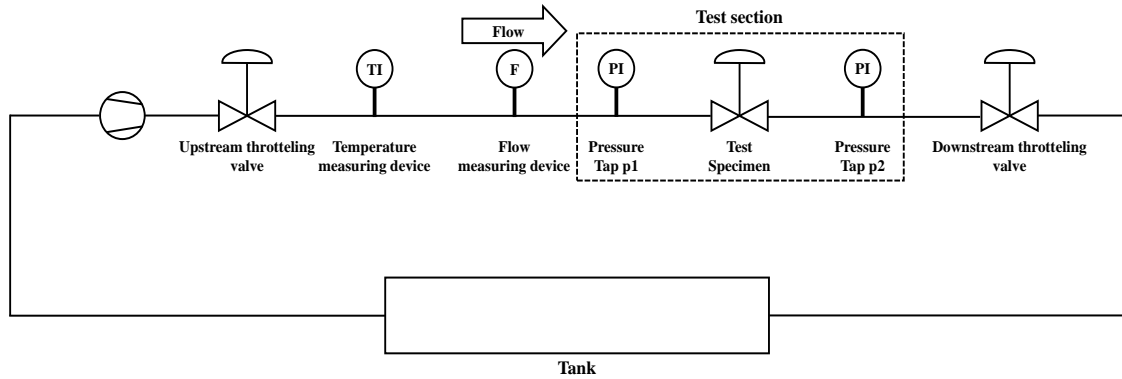 Test section
Flow
TI
F
PI
PI
Upstream throtteling
valve
Temperature
measuring device
Flow
measuring device
Pressure
Tap p1
Test
Specimen
Pressure
Tap p2
Downstream throtteling
valve
Tank